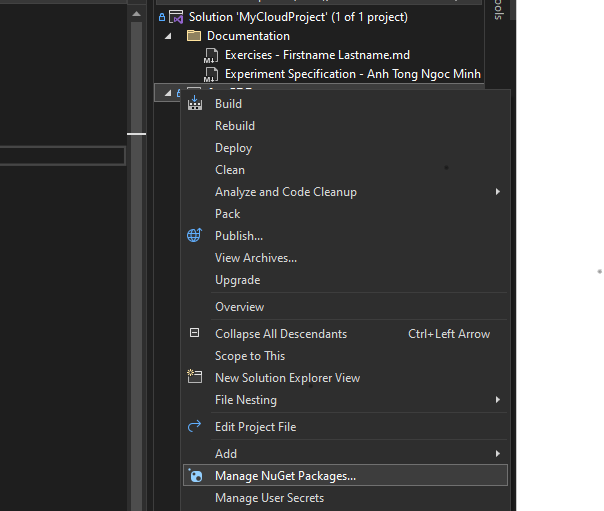 Solution 'MyCloudProject' (1 of 1 project)
Documentation
Exercises - Firstname Lastname.md
Experiment Specification - Anh Tong Ngoc Minh
Build
Rebuild
Deploy
Clean
Analyze and Code Cleanup
Pack
Publish...
View Archives...
Upgrade
Overview
Collapse All Descendants Ctrl+Left Arrow
Scope to This
New Solution Explorer View
File Nesting
Edit Project File
Add
Manage NuGet Packages...
Manage User Secrets